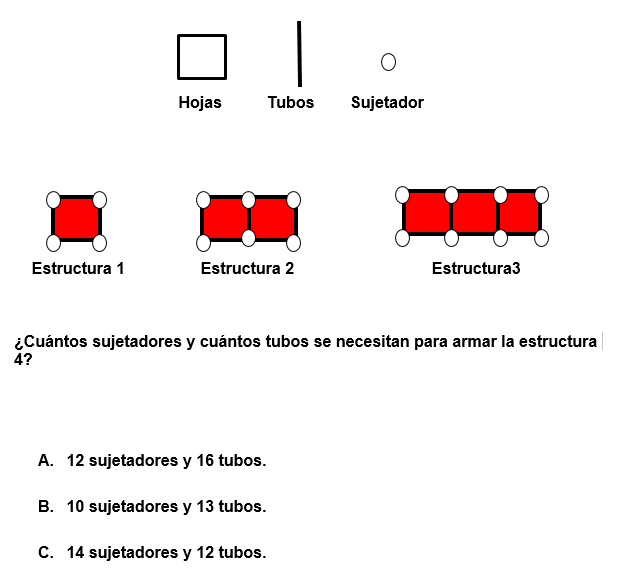 Hojas Tubos Sujetador
Estructura 1 Estructura 2 Estructura3
¿Cuántos sujetadores y cuántos tubos se necesitan para armar la estructura
4?
A. 12 sujetadores y 16 tubos.
B. 10 sujetadores y 13 tubos.
C. 14 sujetadores y 12 tubos.